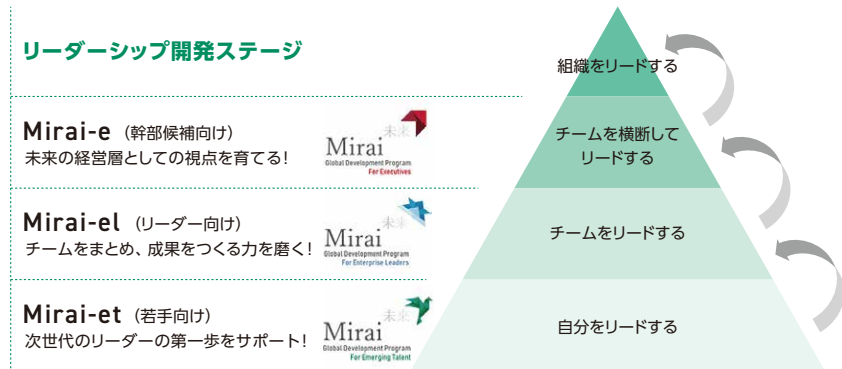 リーダーシップ開発ステージ
組織をリードする
Mirai-e（幹部候補向け）
未来の経営層としての視点を育てる！
未来
Mirai
Global Development Program
For Executives
チームを横断して
リードする
Mirai-el（リーダー向け）
チームをまとめ、成果をつくる力を磨く！
未来
Mirai
Global Development Program
For Enterprise Leaders
チームをリードする
Mirai-et（若手向け）
次世代のリーダーの第一歩をサポート！
未来
Mirai
Global Development Program
For Emerging Talent
自分をリードする